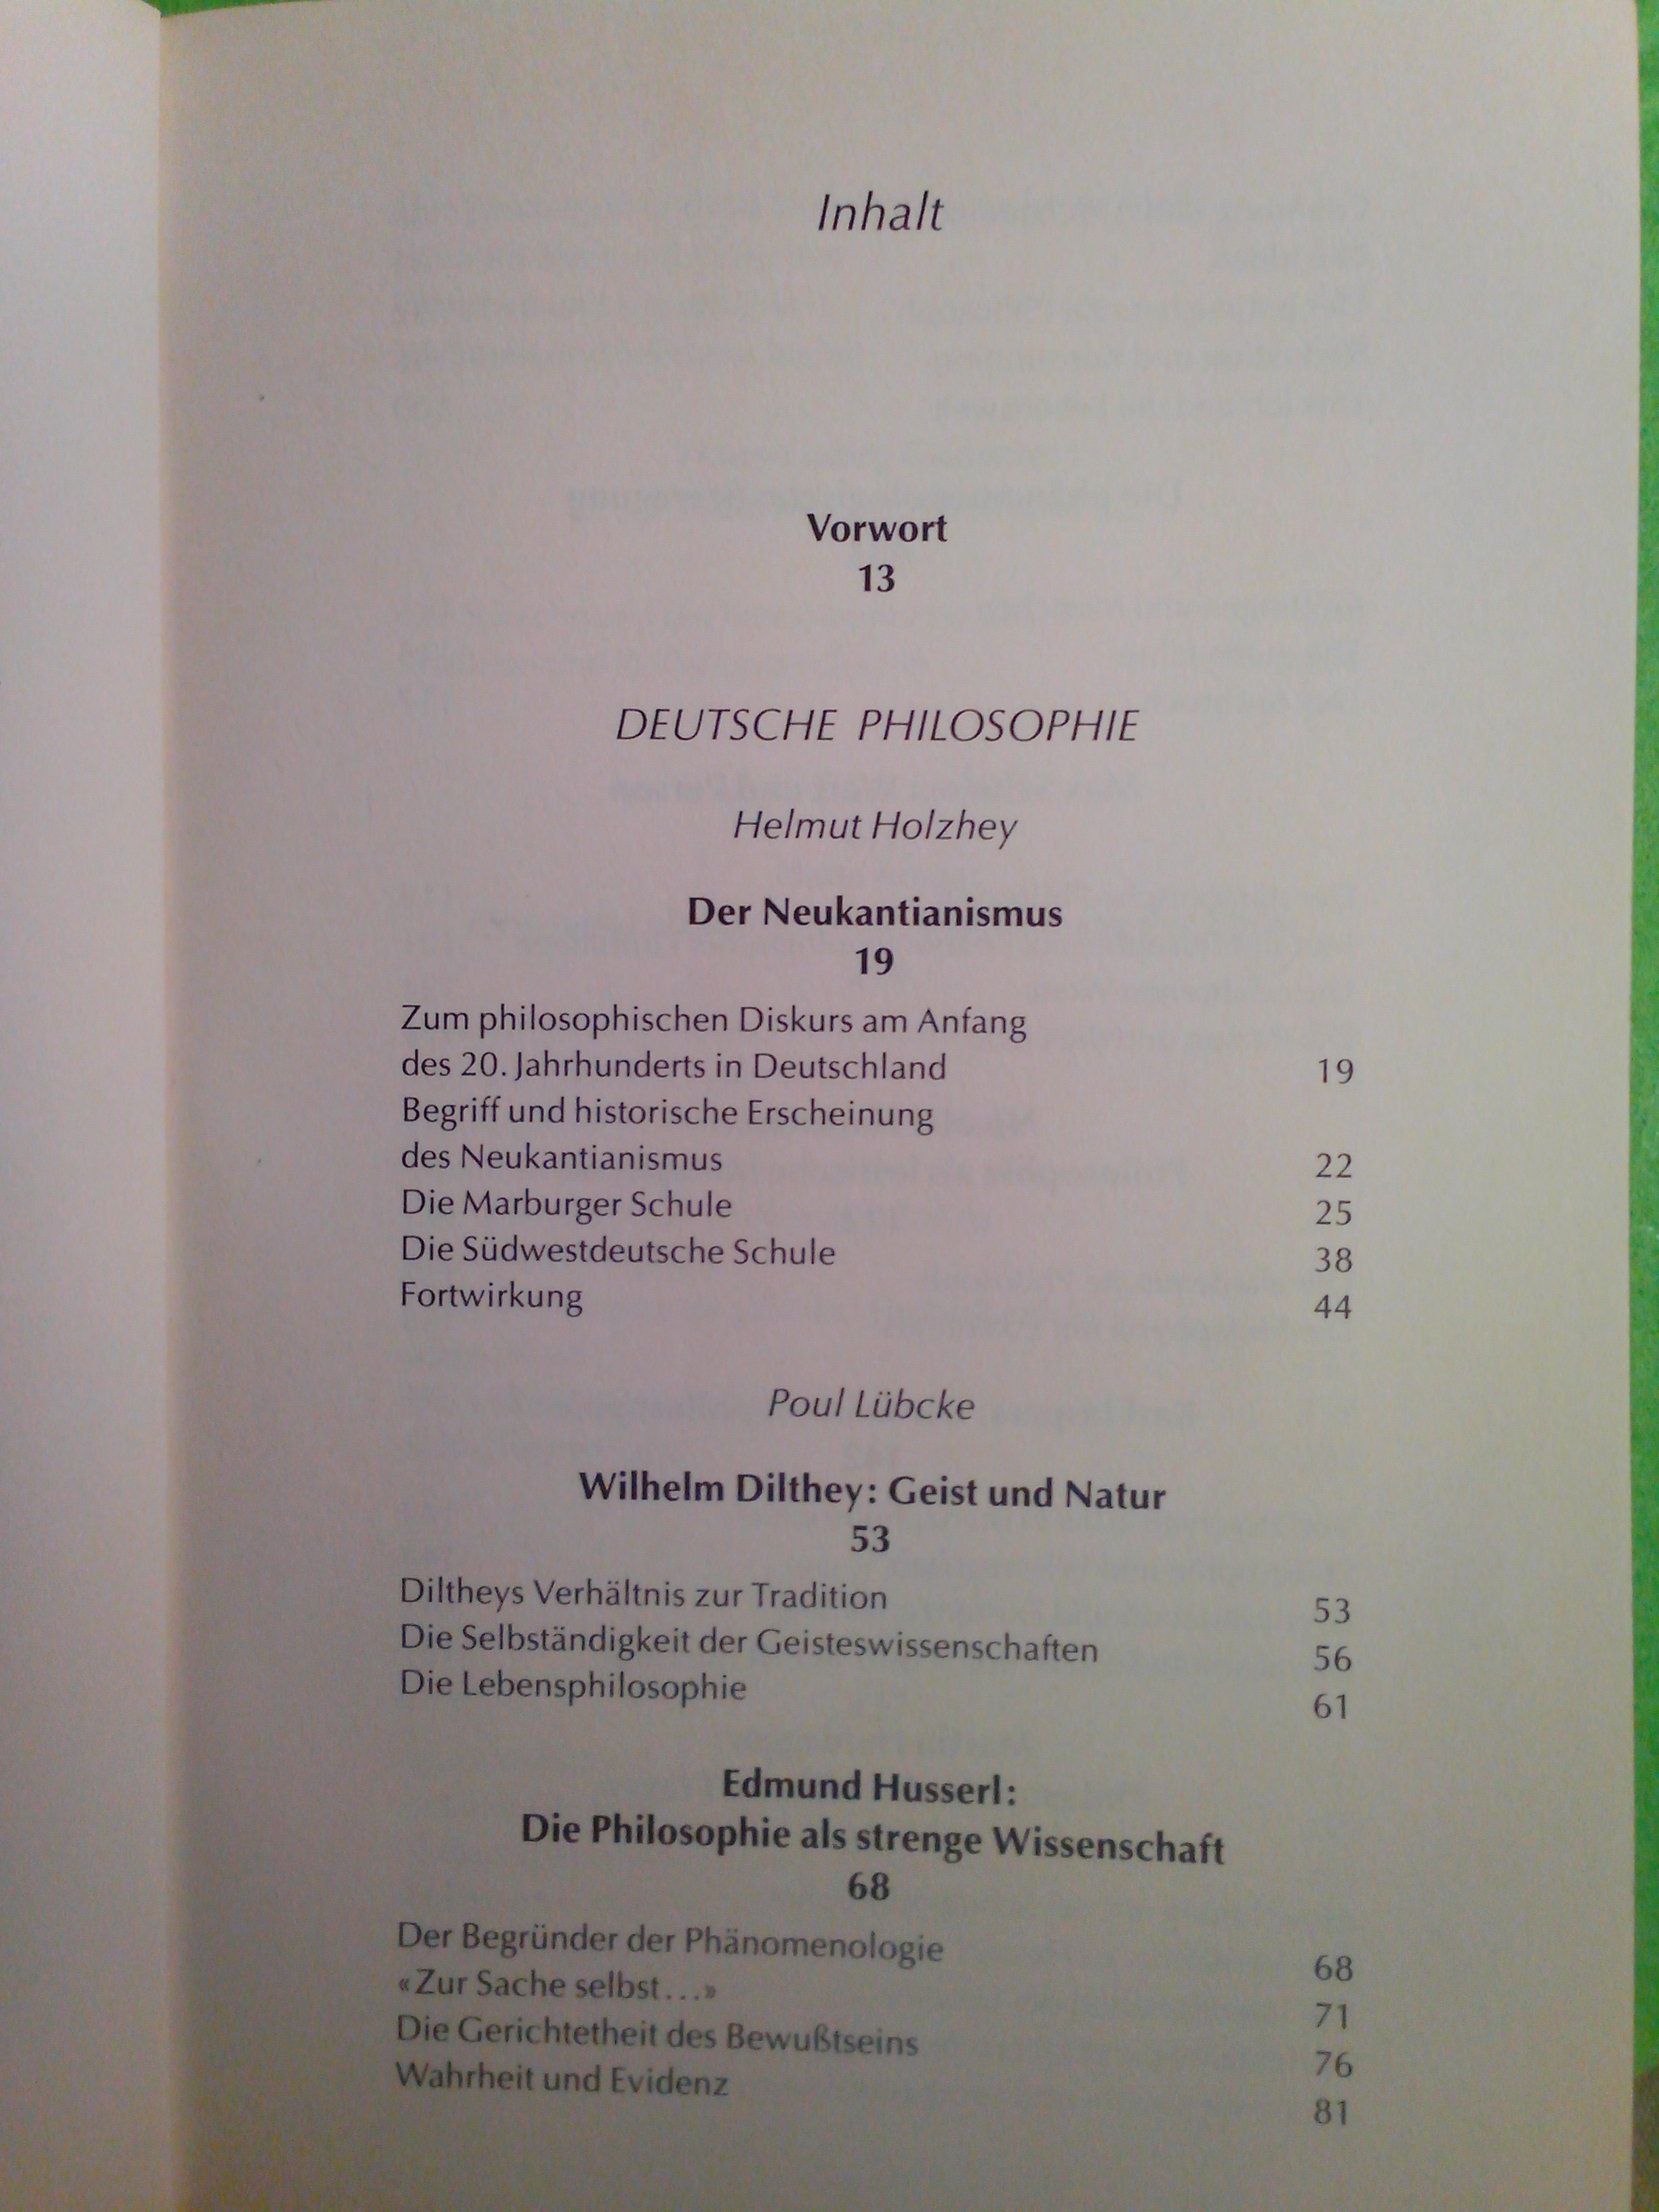 Inhalt
Vorwort
13
DEUTSCHE PHILOSOPHIE
Helmut Holzhey
Der Neukantianismus
19
Zum philosophischen Diskurs am Anfang
des 20. Jahrhunderts in Deutschland 19
Begriff und historische Erscheinung
des Neukantianismus 22
Die Marburger Schule 25
Die Südwestdeutsche Schule 38
Fortwirkung 44
Poul Lübcke
Wilhelm Dilthey: Geist und Natur
53
Diltheys Verhältnis zur Tradition 53
Die Selbständigkeit der Geisteswissenschaften 56
Die Lebensphilosophie 61
Edmund Husserl:
Die Philosophie als strenge Wissenschaft
68
Der Begründer der Phänomenologie 68
«Zur Sache selbst...» 71
Die Gerichtetheit des Bewußtseins 76
Wahrheit und Evidenz 81